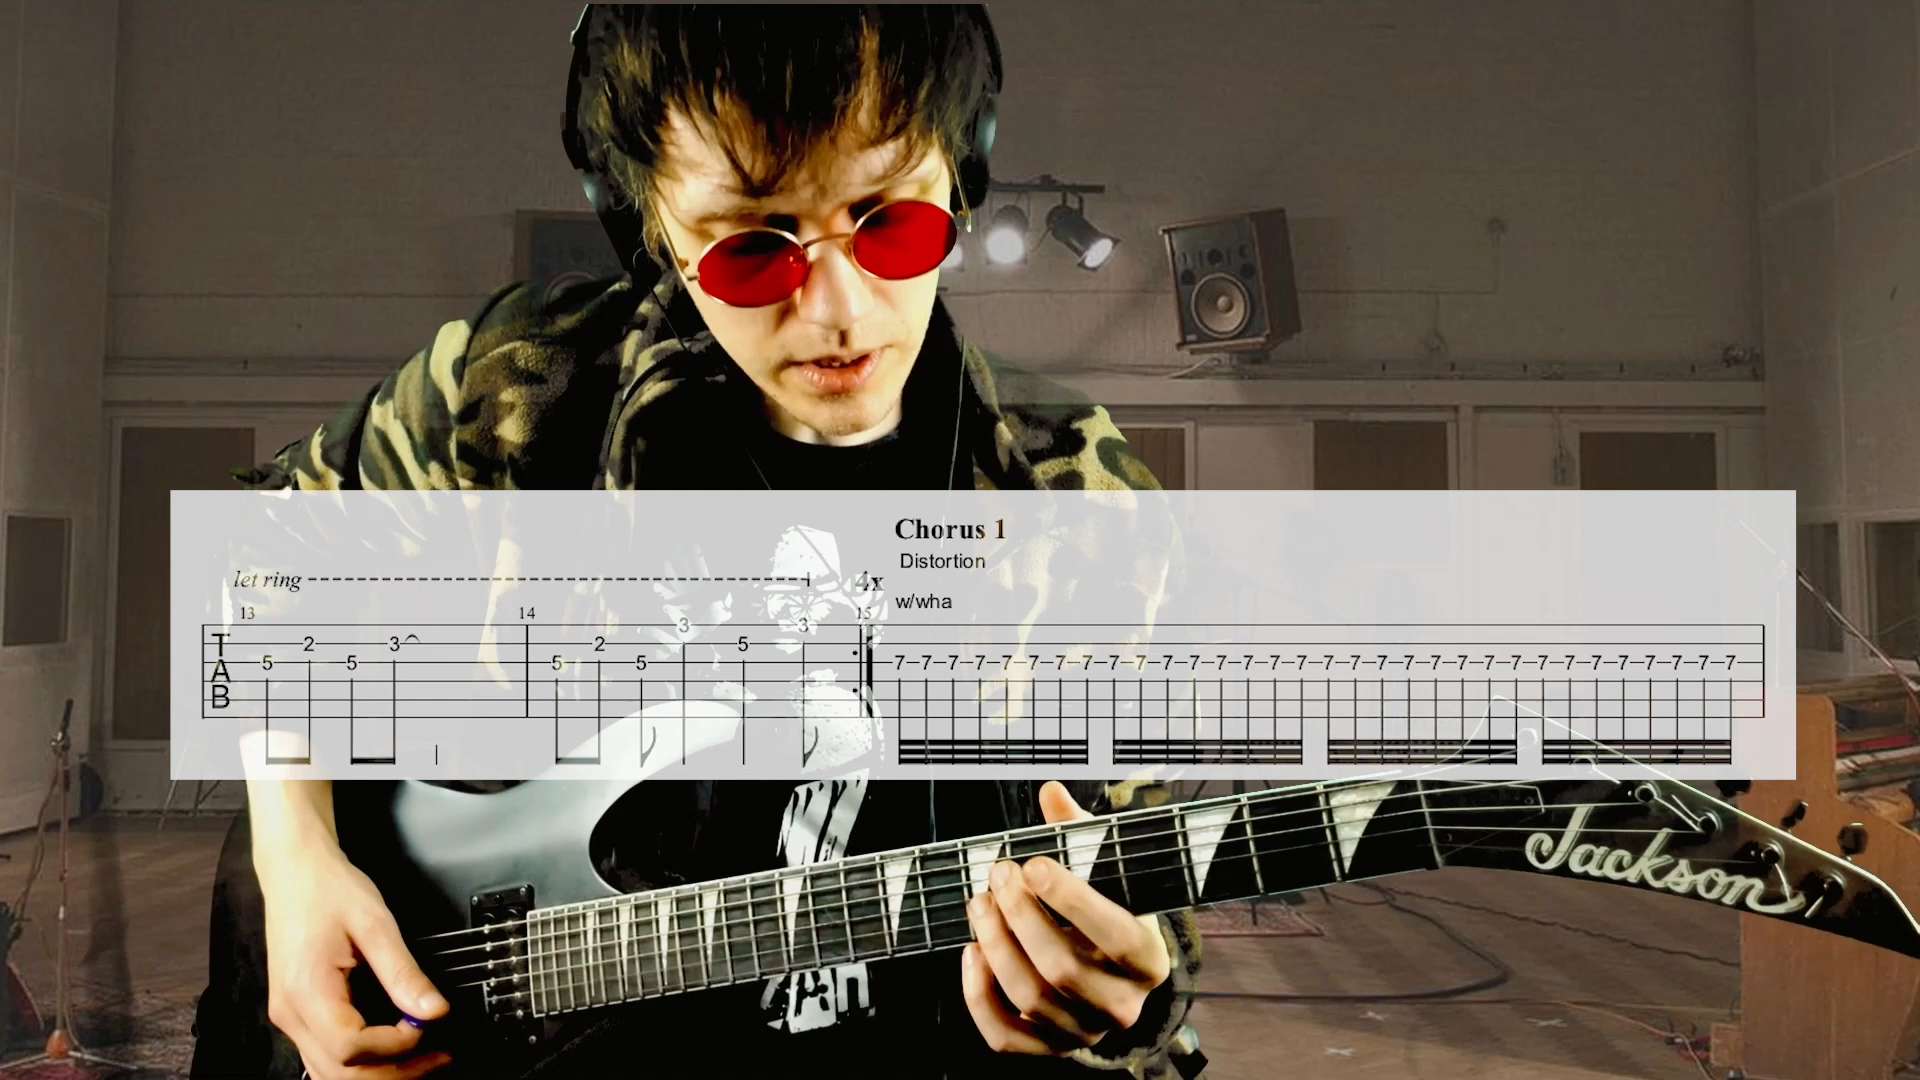 Chorus 1
Distortion
let ring 4x
w/wha
13 14 15
3 3
T 2 3 2 5
A 5 5 5 5 7 7 7 7 7 7 7 7 7 7 7 7 7 7 7 7 7 7 7 7 7 7 7 7 7 7 7 7 7 7 7 7
B
Jackson